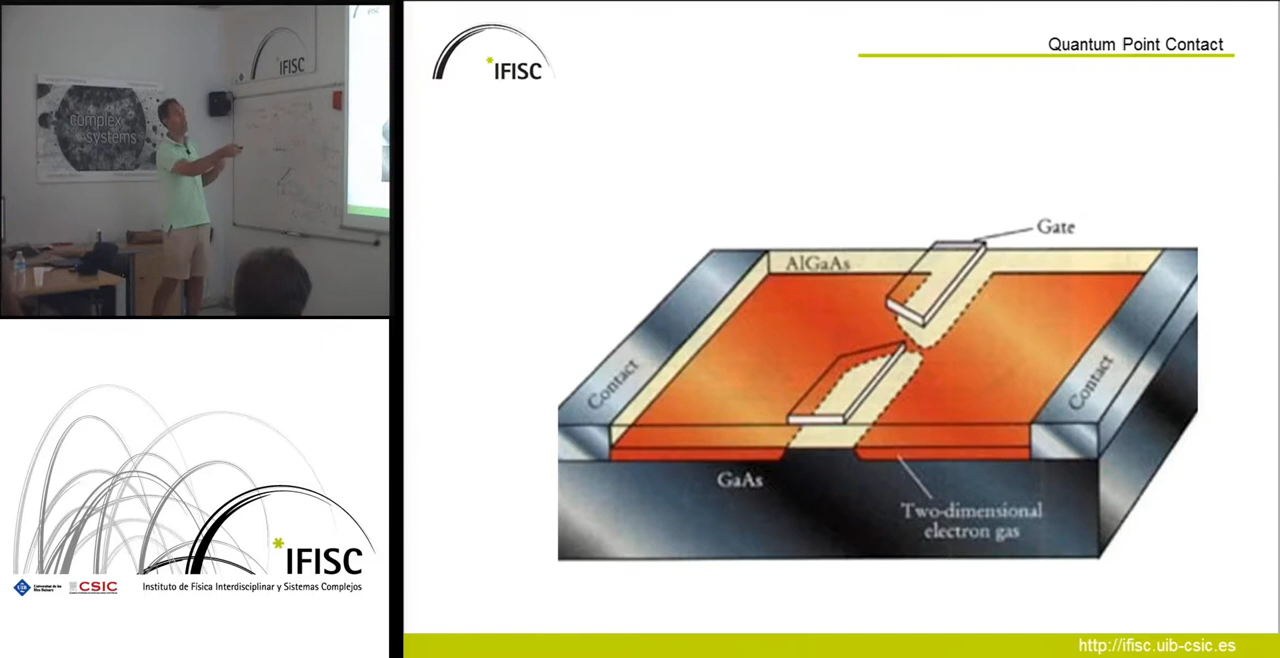 IFISC
complex
systems
IFISC
Quantum Point Contact
Gate
AlGaAs
Contact
Contact
GaAs
Two-dimensional
electron gas
*IFISC
CSIC
Instituto de Física Interdisciplinar y Sistemas Complejos
http://ifisc.uib-csic.es